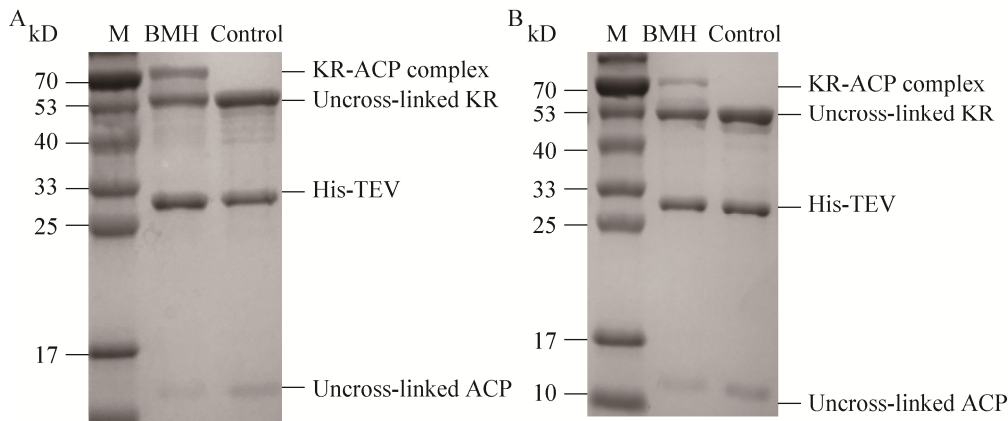 A
kD M BMH Control
70
53
40
33
25
17
KR-ACP complex
Uncross-linked KR
His-TEV
Uncross-linked ACP
B
kD M BMH Control
70
53
40
33
25
17
10
KR-ACP complex
Uncross-linked KR
His-TEV
Uncross-linked ACP